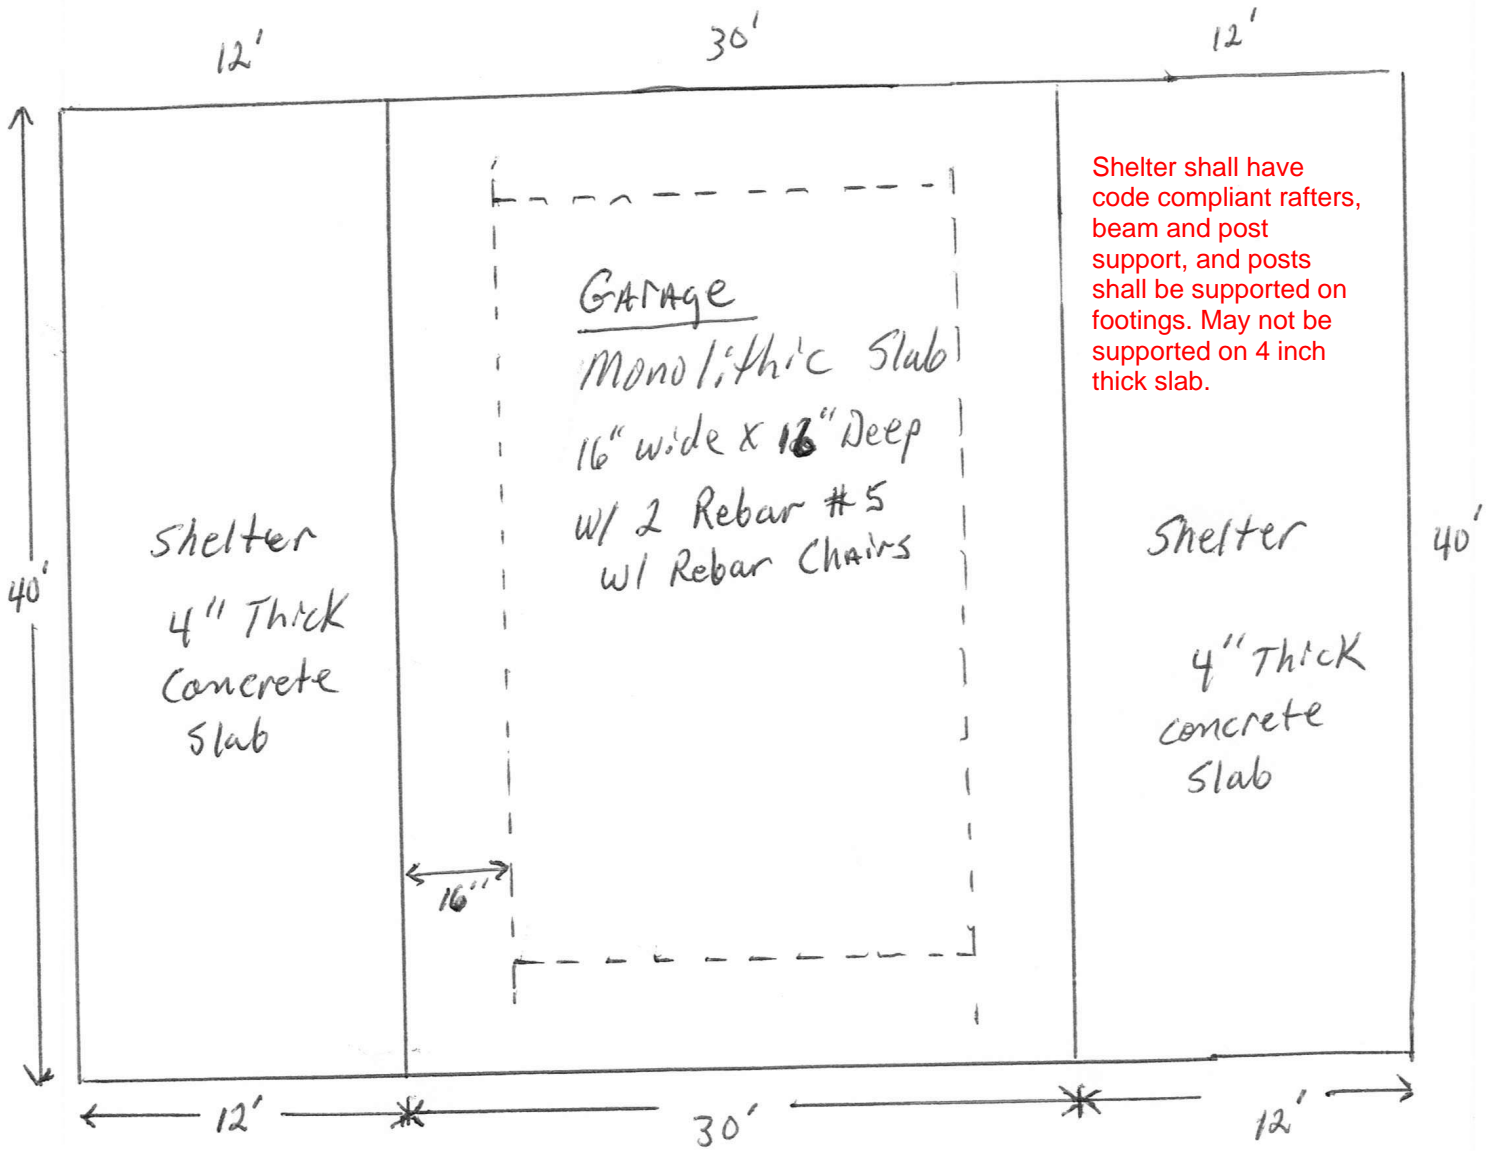 12'
30'
12'
Shelter shall have
code compliant rafters,
beam and post
support, and posts
shall be supported on
footings. May not be
supported on 4 inch
thick slab.
GArAge
Monolithic Slab
16" wide x 16" Deep
w/ 2 Rebar #5
w/ Rebar ChAirs
Shelter
4" Thick
Concrete
Slab
40'
Shelter
4" Thick
concrete
Slab
40'
16"
12'
30'
12'